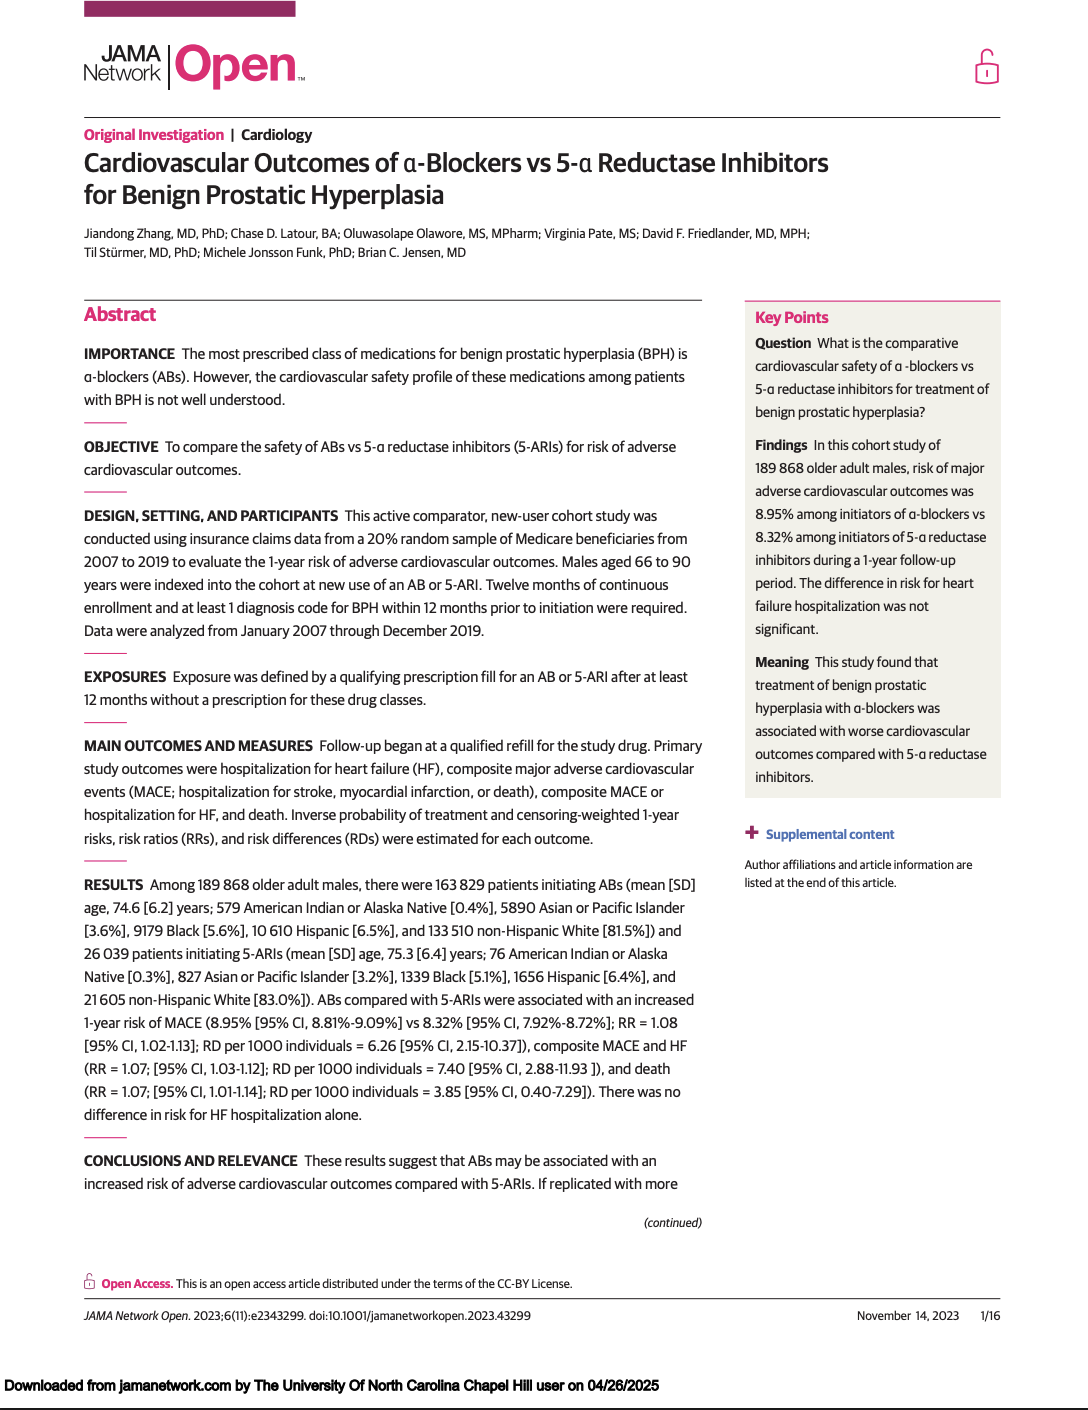 JAMA
Network
Open™
Original Investigation | Cardiology
Cardiovascular Outcomes of α-Blockers vs 5-α Reductase Inhibitors
for Benign Prostatic Hyperplasia
Jiandong Zhang, MD, PhD; Chase D. Latour, BA; Oluwasolape Olawore, MS, MPharm; Virginia Pate, MS; David F. Friedlander, MD, MPH;
Til Stürmer, MD, PhD; Michele Jonsson Funk, PhD; Brian C. Jensen, MD
Abstract
IMPORTANCE The most prescribed class of medications for benign prostatic hyperplasia (BPH) is
α-blockers (ABs). However, the cardiovascular safety profile of these medications among patients
with BPH is not well understood.
OBJECTIVE To compare the safety of ABs vs 5-α reductase inhibitors (5-ARIs) for risk of adverse
cardiovascular outcomes.
DESIGN, SETTING, AND PARTICIPANTS This active comparator, new-user cohort study was
conducted using insurance claims data from a 20% random sample of Medicare beneficiaries from
2007 to 2019 to evaluate the 1-year risk of adverse cardiovascular outcomes. Males aged 66 to 90
years were indexed into the cohort at new use of an AB or 5-ARI. Twelve months of continuous
enrollment and at least 1 diagnosis code for BPH within 12 months prior to initiation were required.
Data were analyzed from January 2007 through December 2019.
EXPOSURES Exposure was defined by a qualifying prescription fill for an AB or 5-ARI after at least
12 months without a prescription for these drug classes.
MAIN OUTCOMES AND MEASURES Follow-up began at a qualified refill for the study drug. Primary
study outcomes were hospitalization for heart failure (HF), composite major adverse cardiovascular
events (MACE; hospitalization for stroke, myocardial infarction, or death), composite MACE or
hospitalization for HF, and death. Inverse probability of treatment and censoring-weighted 1-year
risks, risk ratios (RRs), and risk differences (RDs) were estimated for each outcome.
RESULTS Among 189 868 older adult males, there were 163 829 patients initiating ABs (mean [SD]
age, 74.6 [6.2] years; 579 American Indian or Alaska Native [0.4%], 5890 Asian or Pacific Islander
[3.6%], 9179 Black [5.6%], 10 610 Hispanic [6.5%], and 133 510 non-Hispanic White [81.5%]) and
26 039 patients initiating 5-ARIs (mean [SD] age, 75.3 [6.4] years; 76 American Indian or Alaska
Native [0.3%], 827 Asian or Pacific Islander [3.2%], 1339 Black [5.1%], 1656 Hispanic [6.4%], and
21 605 non-Hispanic White [83.0%]). ABs compared with 5-ARIs were associated with an increased
1-year risk of MACE (8.95% [95% CI, 8.81%-9.09%] vs 8.32% [95% CI, 7.92%-8.72%]; RR = 1.08
[95% CI, 1.02-1.13]; RD per 1000 individuals = 6.26 [95% CI, 2.15-10.37]), composite MACE and HF
(RR = 1.07; [95% CI, 1.03-1.12]; RD per 1000 individuals = 7.40 [95% CI, 2.88-11.93 ]), and death
(RR = 1.07; [95% CI, 1.01-1.14]; RD per 1000 individuals = 3.85 [95% CI, 0.40-7.29]). There was no
difference in risk for HF hospitalization alone.
CONCLUSIONS AND RELEVANCE These results suggest that ABs may be associated with an
increased risk of adverse cardiovascular outcomes compared with 5-ARIs. If replicated with more
(continued)
Key Points
Question What is the comparative
cardiovascular safety of α -blockers vs
5-α reductase inhibitors for treatment of
benign prostatic hyperplasia?
Findings In this cohort study of
189 868 older adult males, risk of major
adverse cardiovascular outcomes was
8.95% among initiators of α-blockers vs
8.32% among initiators of 5-α reductase
inhibitors during a 1-year follow-up
period. The difference in risk for heart
failure hospitalization was not
significant.
Meaning This study found that
treatment of benign prostatic
hyperplasia with α-blockers was
associated with worse cardiovascular
outcomes compared with 5-α reductase
inhibitors.
+ Supplemental content
Author affiliations and article information are
listed at the end of this article.
Open Access. This is an open access article distributed under the terms of the CC-BY License.
JAMA Network Open. 2023;6(11):e2343299. doi:10.1001/jamanetworkopen.2023.43299
November 14, 2023 1/16
Downloaded from jamanetwork.com by The University Of North Carolina Chapel Hill user on 04/26/2025